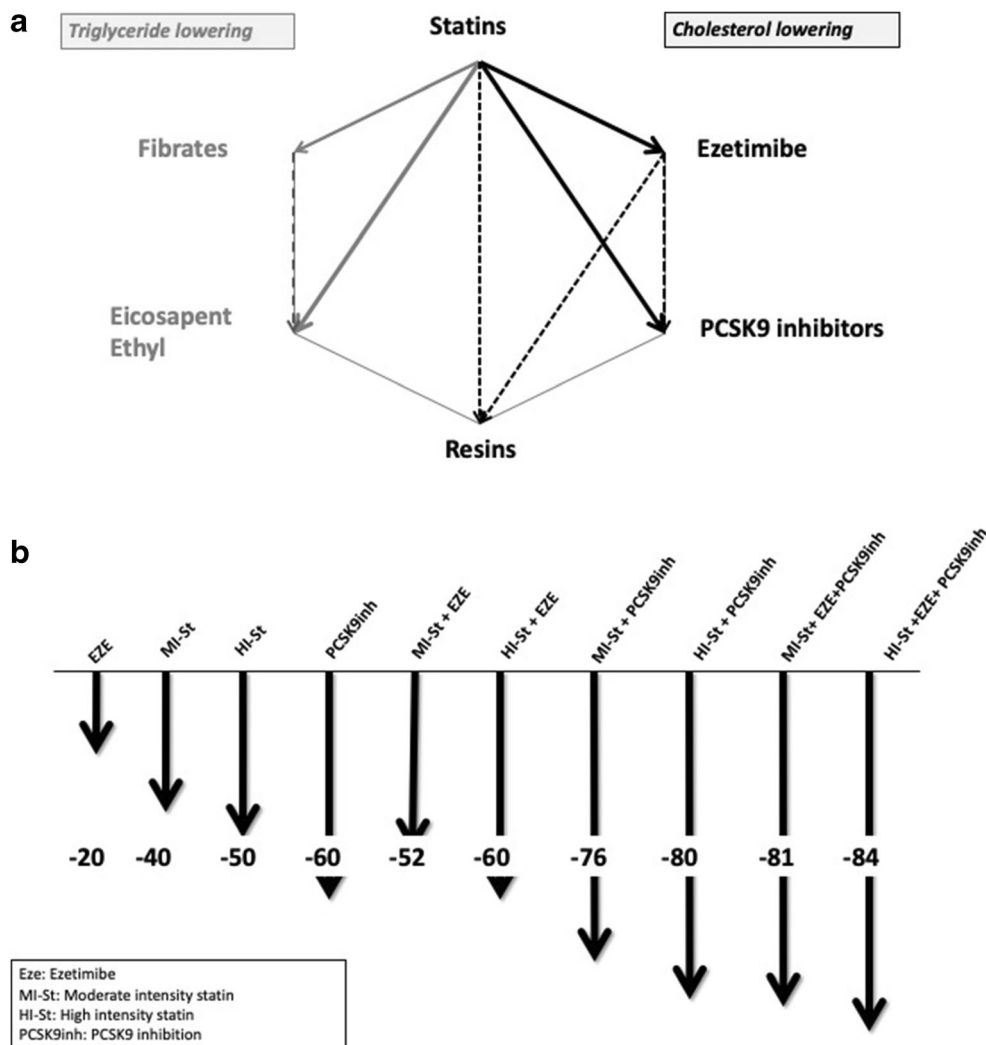 a
Triglyceride lowering
Statins
Cholesterol lowering
Fibrates
Ezetimibe
Eicosapent
Ethyl
PCSK9 inhibitors
Resins
b
EZE
MI-St
HI-St
PCSK9inh
MI-St + EZE
HI-St + EZE
MI-St + PCSK9inh
HI-St + PCSK9inh
MI-St+ EZE+PCSK9inh
HI-St +EZE+ PCSK9inh
-20
-40
-50
-60
-52
-60
-76
-80
-81
-84
Eze: Ezetimibe
MI-St: Moderate intensity statin
HI-St: High intensity statin
PCSK9inh: PCSK9 inhibition